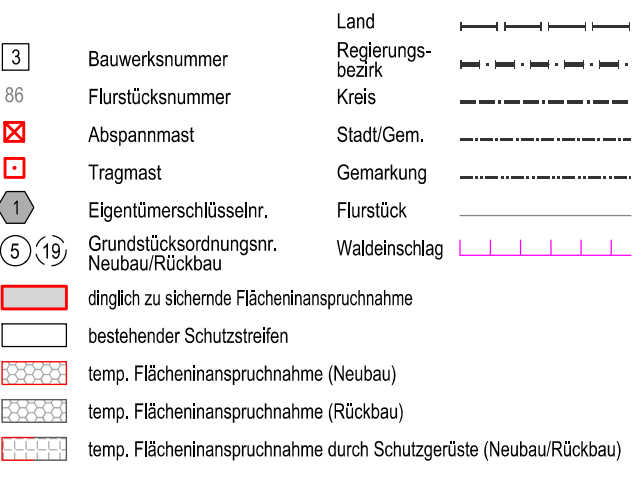 3 Bauwerksnummer
86 Flurstücksnummer
Abspannmast
Tragmast
1 Eigentümerschlüsselnr.
5 19 Grundstücksordnungsnr.
Neubau/Rückbau
Land
Regierungs-
bezirk
Kreis
Stadt/Gem.
Gemarkung
Flurstück
Waldeinschlag
dinglich zu sichernde Flächeninanspruchnahme
bestehender Schutzstreifen
temp. Flächeninanspruchnahme (Neubau)
temp. Flächeninanspruchnahme (Rückbau)
temp. Flächeninanspruchnahme durch Schutzgerüste (Neubau/Rückbau)